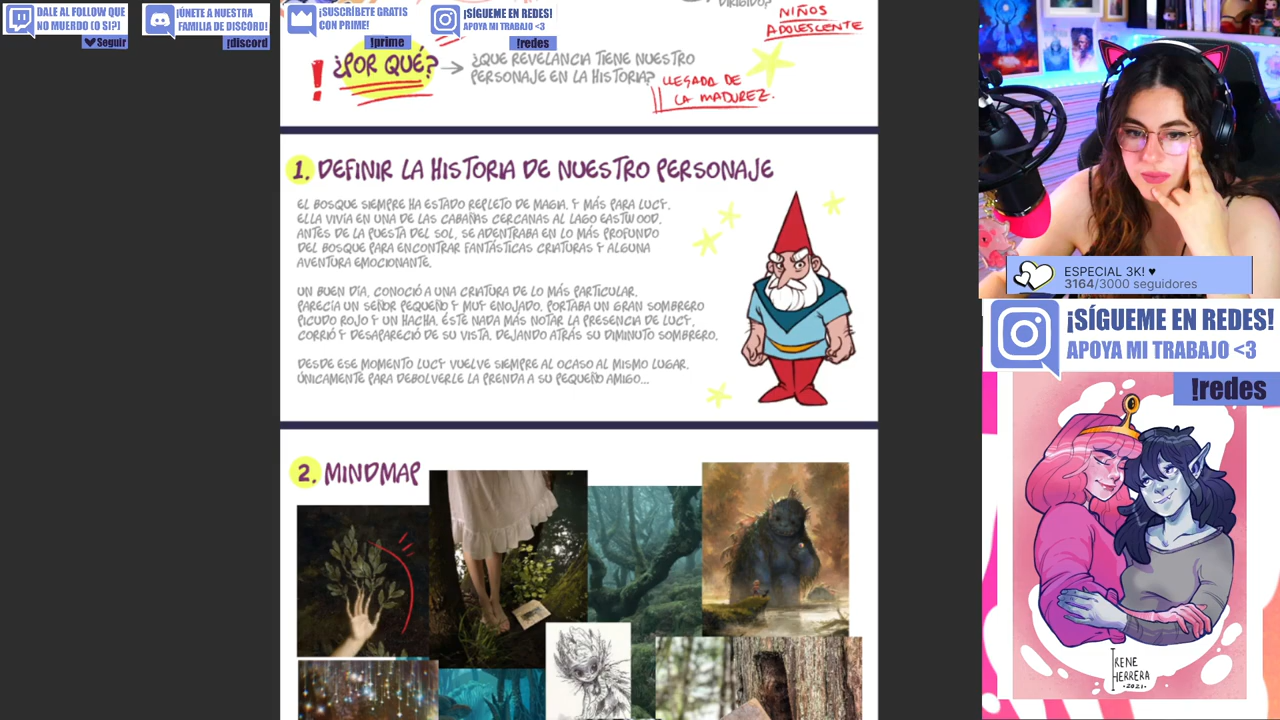 DALE AL FOLLOW QUE
NO MUERDO (O SI?)
Seguir
¡ÚNETE A NUESTRA
FAMILIA DE DISCORD!
!discord
¡SUSCRÍBETE GRATIS
CON PRIME!
!prime
¡SÍGUEME EN REDES!
APOYA MI TRABAJO <3
!redes
DIRIGIDO?
NIÑOS
ADOLESCENTE
! ¿POR QUÉ?
¿QUE REVELANCIA TIENE NUESTRO
PERSONAJE EN LA HISTORIA?
LLEGADA DE
LA MADUREZ.
1. DEFINIR LA HISTORIA DE NUESTRO PERSONAJE
EL BOSQUE SIEMPRE HA ESTADO REPLETO DE MAGIA. Y MÁS PARA LUCY.
ELLA VIVÍA EN UNA DE LAS CABAÑAS CERCANAS AL LAGO EASTWOOD.
ANTES DE LA PUESTA DEL SOL, SE ADENTRABA EN LO MÁS PROFUNDO
DEL BOSQUE PARA ENCONTRAR FANTÁSTICAS CRIATURAS Y ALGUNA
AVENTURA EMOCIONANTE.
UN BUEN DÍA, CONOCIÓ A UNA CRIATURA DE LO MÁS PARTICULAR.
PARECÍA UN SEÑOR PEQUEÑO Y MUY ENOJADO. PORTABA UN GRAN SOMBRERO
PICUDO ROJO Y UN HACHA. ÉSTE NADA MÁS NOTAR LA PRESENCIA DE LUCY,
CORRIÓ Y DESAPARECIÓ DE SU VISTA. DEJANDO ATRÁS SU DIMINUTO SOMBRERO.
DESDE ESE MOMENTO LUCY VUELVE SIEMPRE AL OCASO AL MISMO LUGAR,
ÚNICAMENTE PARA DEBOLVERLE LA PRENDA A SU PEQUEÑO AMIGO...
2. MINDMAP
ESPECIAL 3K! ♥
3164/3000 seguidores
¡SÍGUEME EN REDES!
APOYA MI TRABAJO <3
!redes
IRENE
HERRERA
·2021·